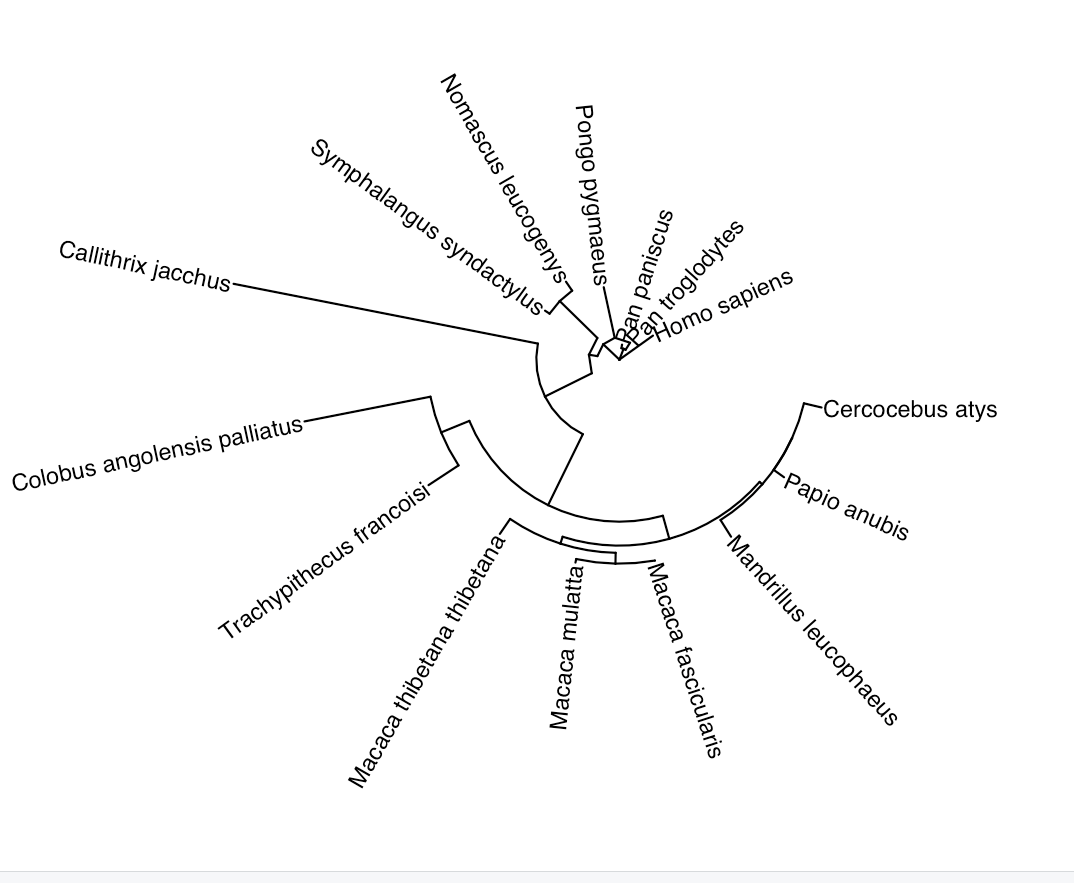 Nomascus leucogenys
Pongo pygmaeus
Symphalangus syndactylus
Pan paniscus
Pan troglodytes
Homo sapiens
Callithrix jacchus
Cercocebus atys
Colobus angolensis palliatus
Papio anubis
Trachypithecus francoisi
Mandrillus leucophaeus
Macaca thibetana thibetana
Macaca mulatta
Macaca fascicularis